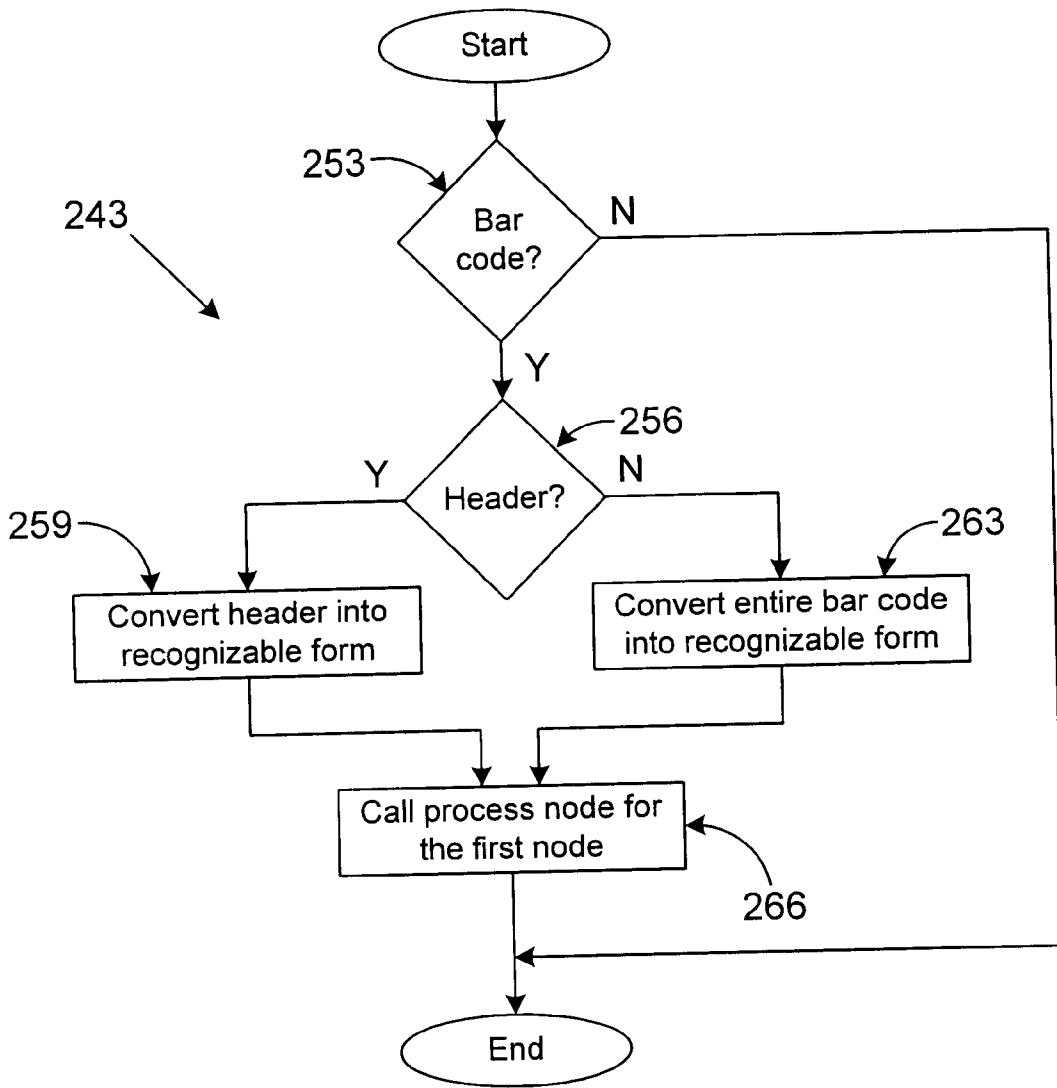 Start
253
Bar
code?
N
243
Y
256
Y
Header?
N
259
263
Convert header into
recognizable form
Convert entire bar code
into recognizable form
Call process node for
the first node
266
End